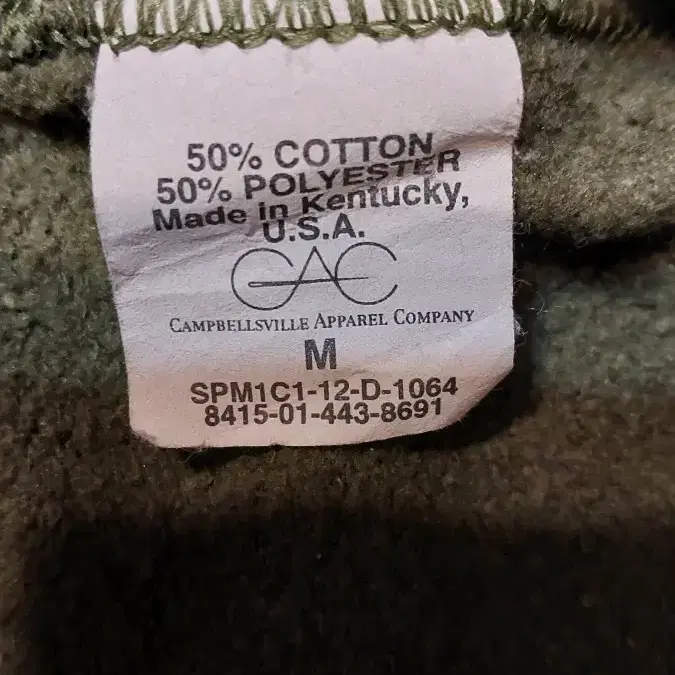 50% COTTON
50% POLYESTER
Made in Kentucky,
U.S.A.
CAC
CAMPBELLSVILLE APPAREL COMPANY
M
SPM1C1-12-D-1064
8415-01-443-8691